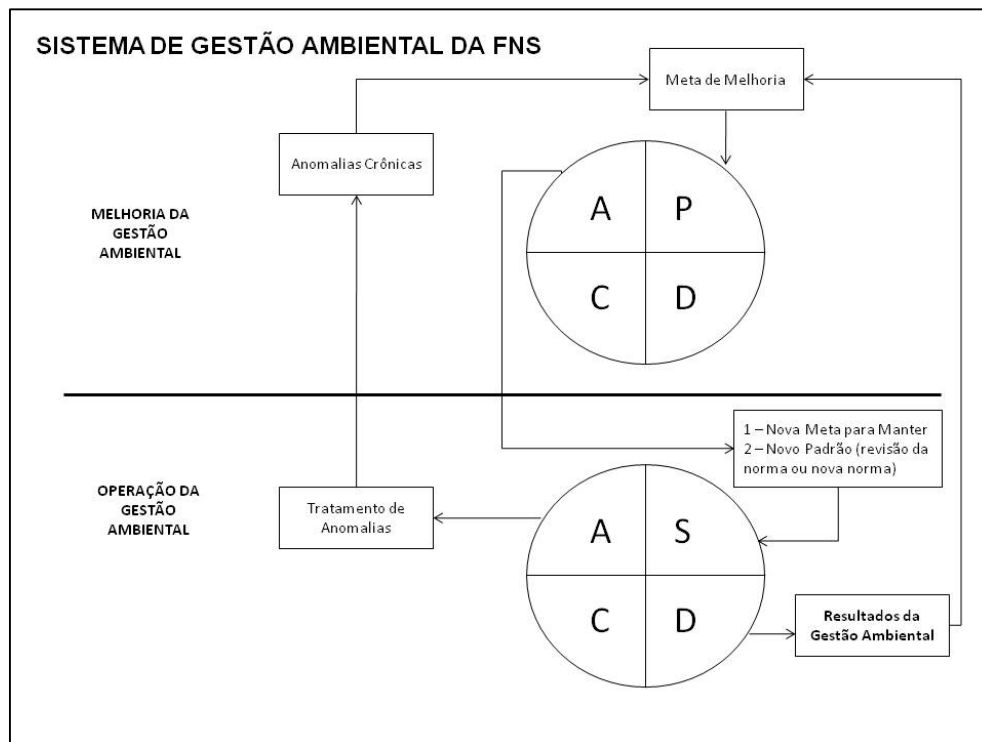 SISTEMA DE GESTÃO AMBIENTAL DA FNS
Meta de Melhoria
Anomalias Crônicas
MELHORIA DA
GESTÃO
AMBIENTAL
A
P
C
D
1 – Nova Meta para Manter
2 – Novo Padrão (revisão da
norma ou nova norma)
OPERAÇÃO DA
GESTÃO
AMBIENTAL
Tratamento de
Anomalias
A
S
C
D
Resultados da
Gestão Ambiental